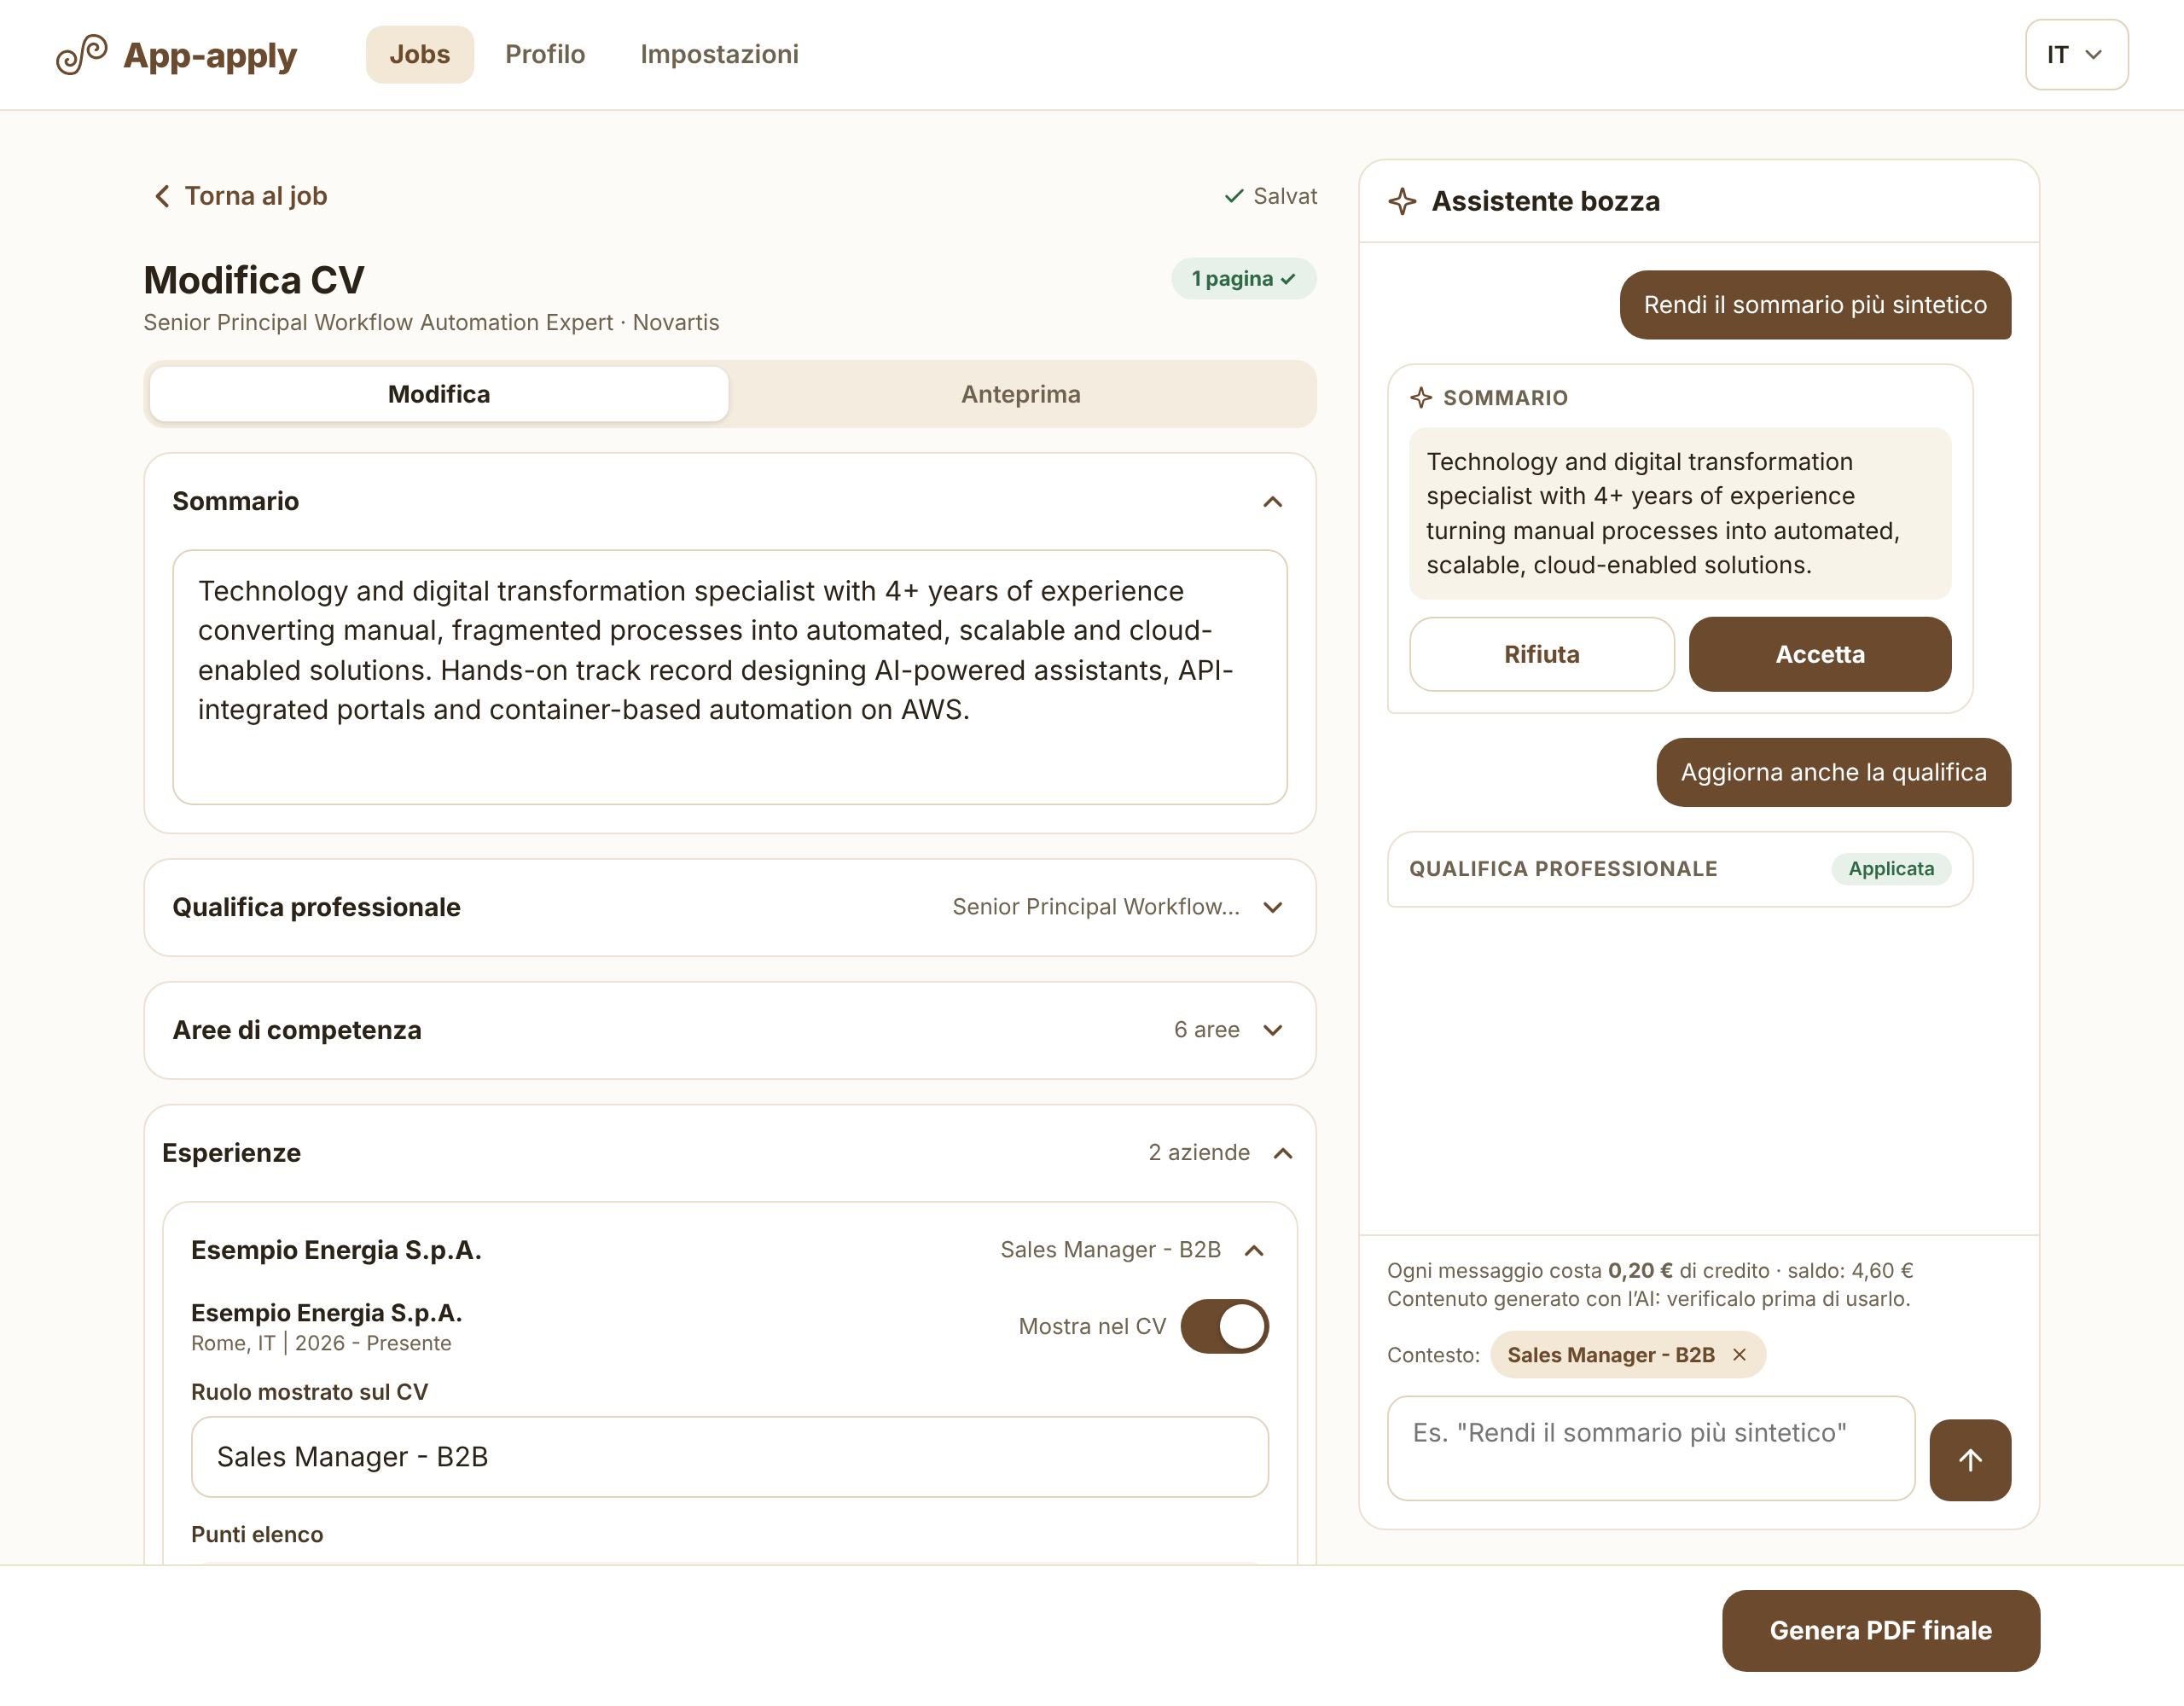 App-apply
Jobs
Profilo
Impostazioni
IT
Torna al job
Salvat
Modifica CV
1 pagina
Senior Principal Workflow Automation Expert · Novartis
Modifica
Anteprima
Sommario
Technology and digital transformation specialist with 4+ years of experience
converting manual, fragmented processes into automated, scalable and cloud-
enabled solutions. Hands-on track record designing AI-powered assistants, API-
integrated portals and container-based automation on AWS.
Qualifica professionale
Senior Principal Workflow...
Aree di competenza
6 aree
Esperienze
2 aziende
Esempio Energia S.p.A.
Sales Manager - B2B
Esempio Energia S.p.A.
Rome, IT | 2026 - Presente
Mostra nel CV
Ruolo mostrato sul CV
Sales Manager - B2B
Punti elenco
Assistente bozza
Rendi il sommario più sintetico
SOMMARIO
Technology and digital transformation
specialist with 4+ years of experience
turning manual processes into automated,
scalable, cloud-enabled solutions.
Rifiuta
Accetta
Aggiorna anche la qualifica
QUALIFICA PROFESSIONALE
Applicata
Ogni messaggio costa 0,20 € di credito · saldo: 4,60 €
Contenuto generato con l’AI: verificalo prima di usarlo.
Contesto:
Sales Manager - B2B
Es. "Rendi il sommario più sintetico"
Genera PDF finale